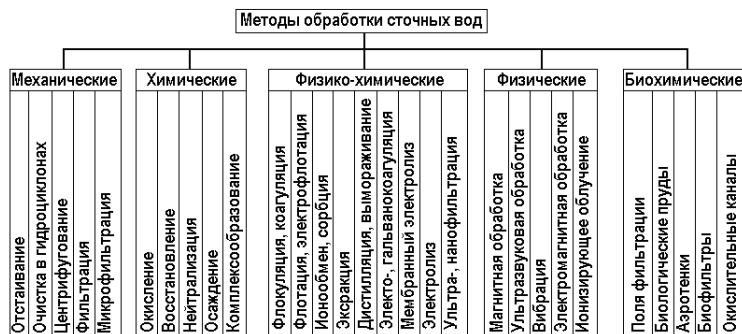 Методы обработки сточных вод
Механические
Отстаивание
Очистка в гидроциклонах
Центрифугование
Фильтрация
Микрофильтрация
Химические
Окисление
Восстановление
Нейтрализация
Осаждение
Комплексообразование
Физико-химические
Флокуляция, коагуляция
Флотация, электрофлотация
Ионообмен, сорбция
Эксракция
Дистилляция, вымораживание
Электо-, гальванокоагуляция
Мембранный электролиз
Электролиз
Ультра-, нанофильтрация
Физические
Магнитная обработка
Ультразвуковая обработка
Вибрация
Электромагнитная обработка
Ионизирующее облучение
Биохимические
Поля фильтрации
Биологические пруды
Аэротенки
Биофильтры
Окислительные каналы